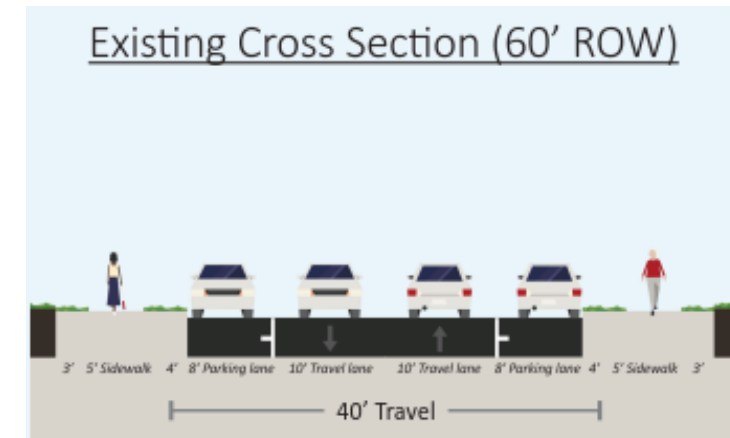 Existing Cross Section (60' ROW)
3' 5' Sidewalk 4' 8' Parking lane 10' Travel lane 10' Travel lane 8' Parking lane 4' 5' Sidewalk 3'
40' Travel